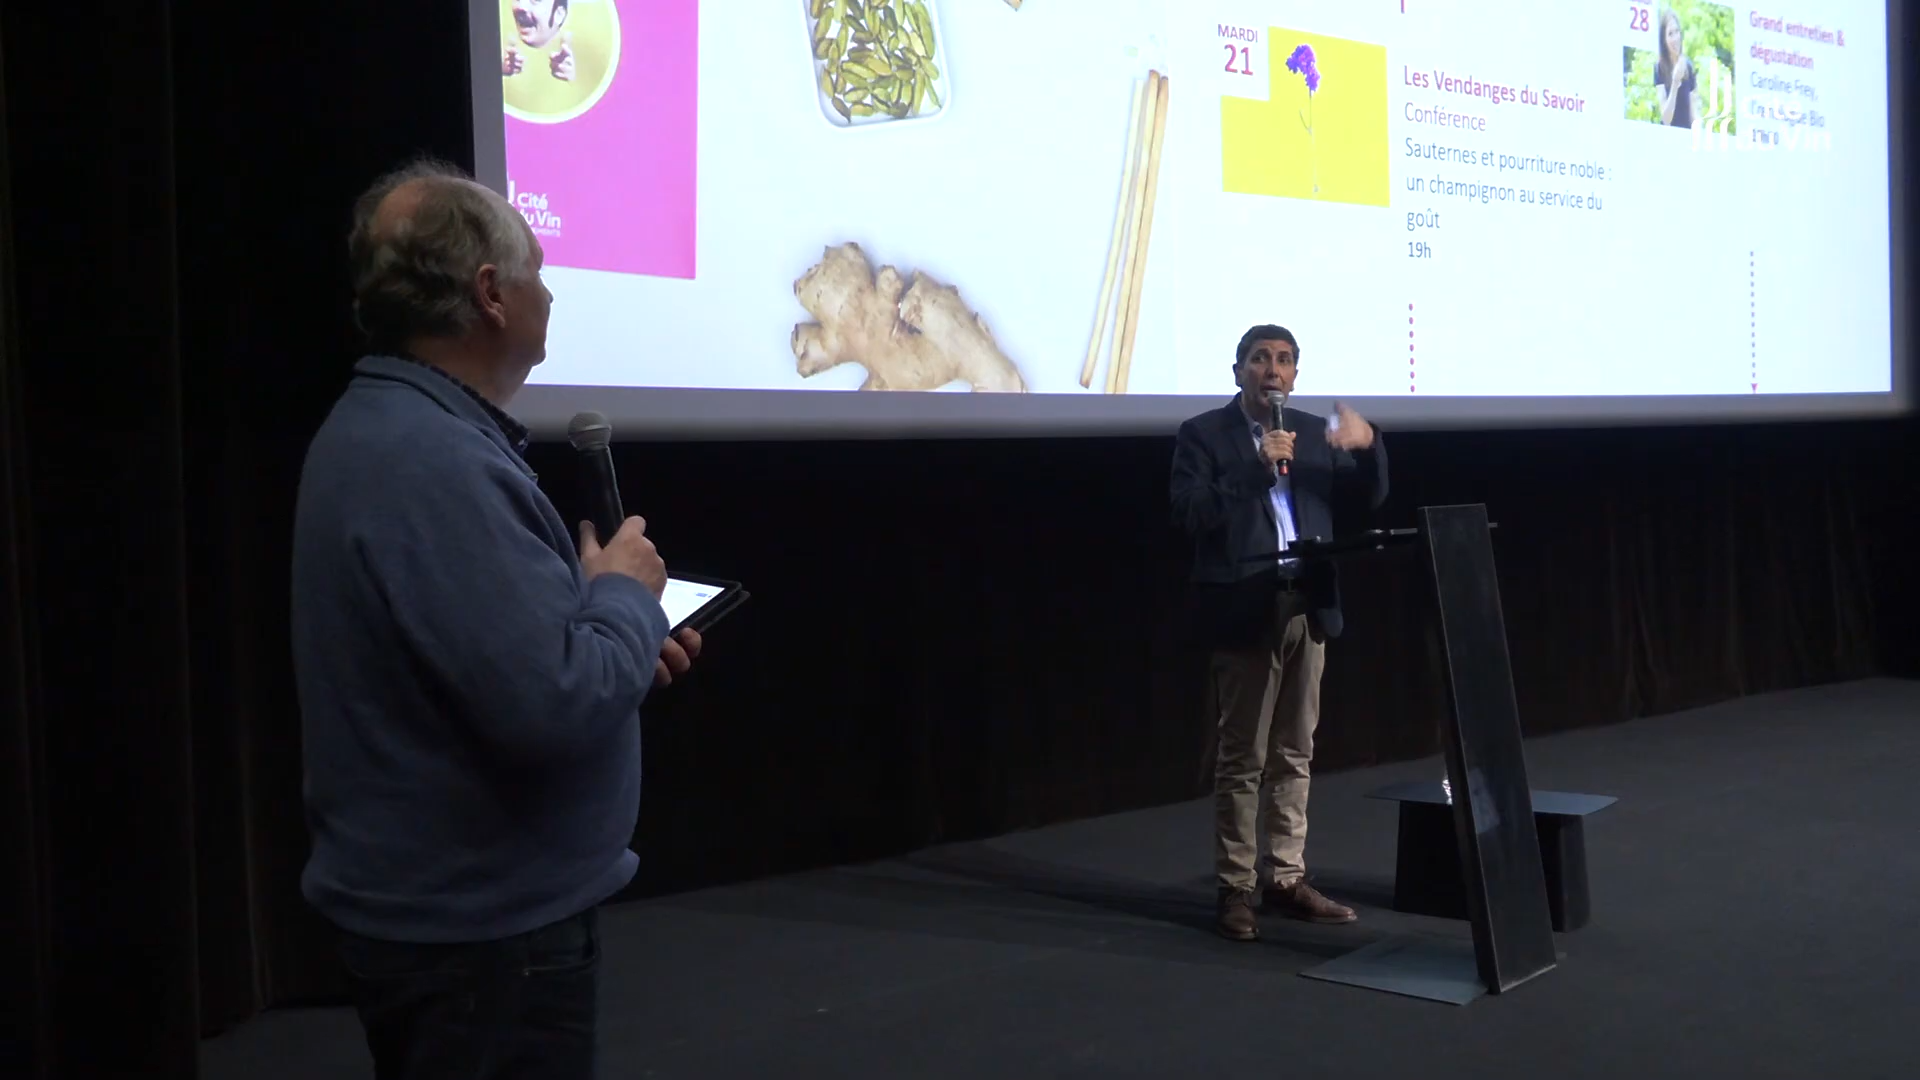 Cité
du Vin
MARDI
21
Les Vendanges du Savoir
Conférence
Sauternes et pourriture noble :
un champignon au service du
goût
19h
28
Grand entretien &
dégustation
Caroline Frey,